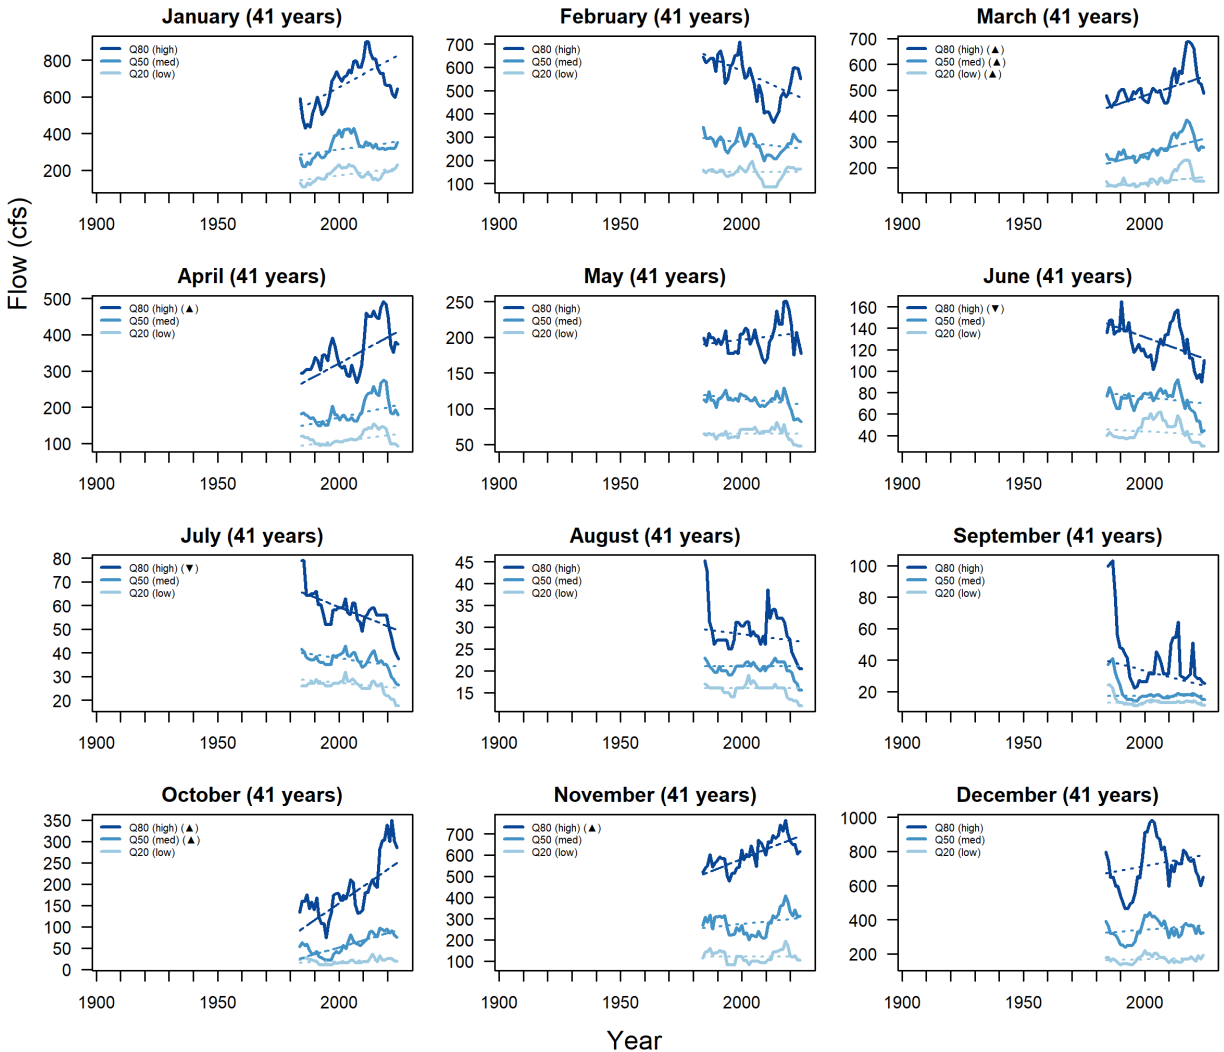 January (41 years)
Q80 (high)
Q50 (med)
Q20 (low)
800
600
400
200
1900
1950
2000
February (41 years)
Q80 (high)
Q50 (med)
Q20 (low)
700
600
500
400
300
200
100
1900
1950
2000
March (41 years)
Q80 (high) (▲)
Q50 (med) (▲)
Q20 (low) (▲)
700
600
500
400
300
200
1900
1950
2000
Flow (cfs)
April (41 years)
Q80 (high) (▲)
Q50 (med)
Q20 (low)
500
400
300
200
100
1900
1950
2000
May (41 years)
Q80 (high)
Q50 (med)
Q20 (low)
250
200
150
100
50
1900
1950
2000
June (41 years)
Q80 (high) (▼)
Q50 (med)
Q20 (low)
160
140
120
100
80
60
40
1900
1950
2000
July (41 years)
Q80 (high) (▼)
Q50 (med)
Q20 (low)
80
70
60
50
40
30
20
1900
1950
2000
August (41 years)
Q80 (high)
Q50 (med)
Q20 (low)
45
40
35
30
25
20
15
1900
1950
2000
September (41 years)
Q80 (high)
Q50 (med)
Q20 (low)
100
80
60
40
20
1900
1950
2000
October (41 years)
Q80 (high) (▲)
Q50 (med) (▲)
Q20 (low)
350
300
250
200
150
100
50
0
1900
1950
2000
November (41 years)
Q80 (high) (▲)
Q50 (med)
Q20 (low)
700
600
500
400
300
200
100
1900
1950
2000
December (41 years)
Q80 (high)
Q50 (med)
Q20 (low)
1000
800
600
400
200
1900
1950
2000
Year